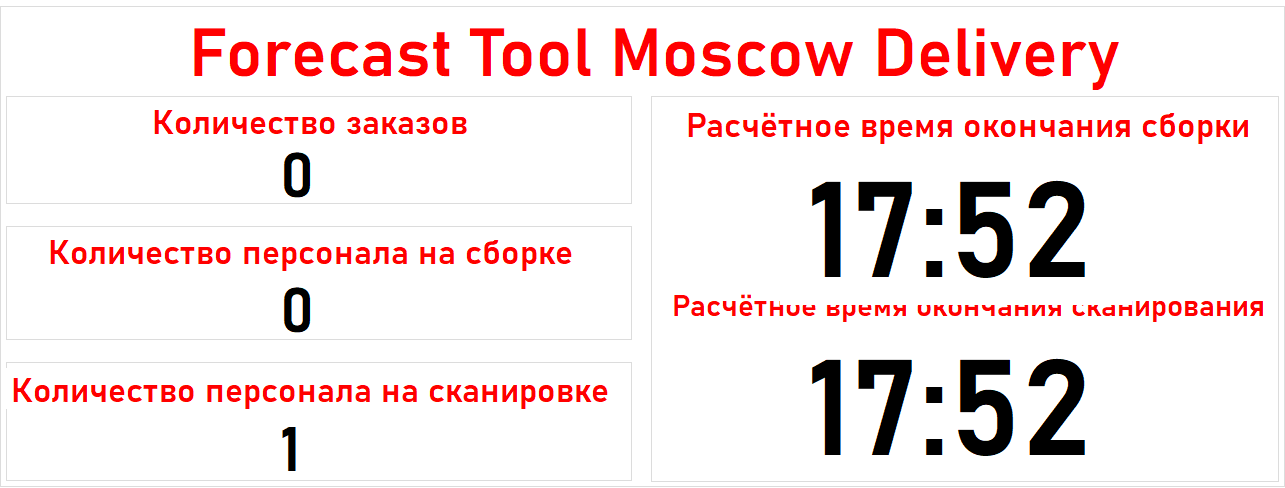 Forecast Tool Moscow Delivery
Количество заказов
0
Количество персонала на сборке
0
Количество персонала на сканировке
1
Расчётное время окончания сборки
17:52
Расчётное время окончания сканирования
17:52